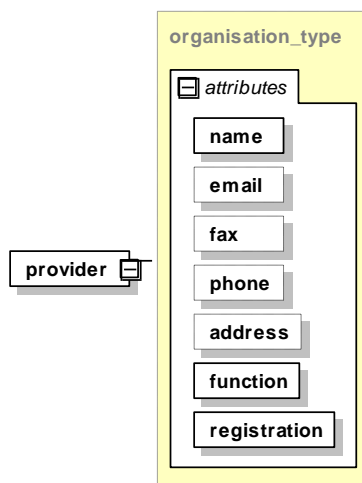 organisation_type
attributes
name
email
fax
phone
address
function
registration
provider